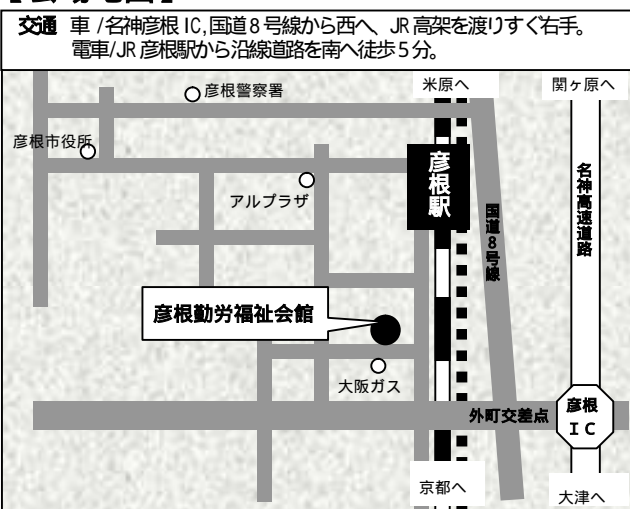 交通 車/名神彦根IC,国道8号線から西へ、JR高架を渡りすぐ右手。
電車/JR彦根駅から沿線道路を南へ徒歩5分。
米原へ
関ヶ原へ
彦根警察署
彦根市役所
彦根駅
名神高速道路
アルプラザ
国道8号線
彦根勤労福祉会館
大阪ガス
外町交差点
彦根
IC
京都へ
大津へ